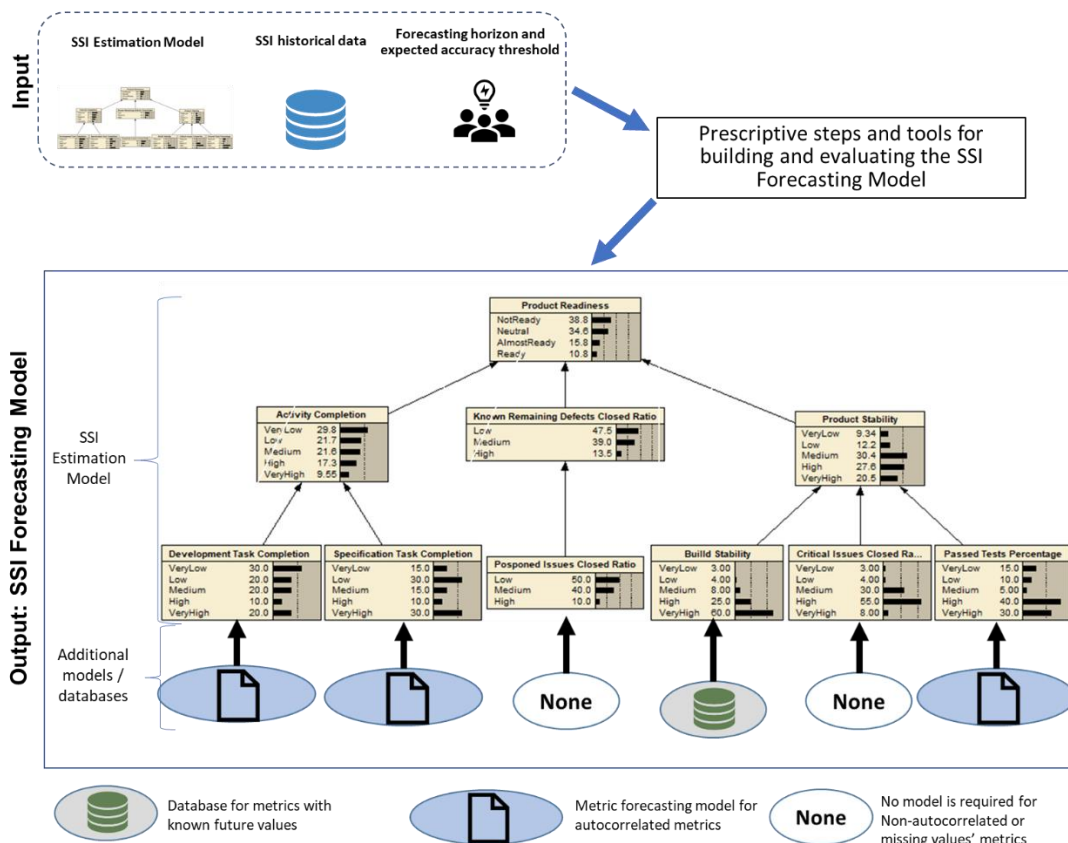 Input
SSI Estimation Model
SSI historical data
Forecasting horizon and
expected accuracy threshold
Prescriptive steps and tools for
building and evaluating the SSI
Forecasting Model
Output: SSI Forecasting Model
SSI
Estimation
Model
Product Readiness
NotReady 38.8
Neutral 34.6
AlmostReady 15.8
Ready 10.8
Activity Completion
VeryLow 29.8
Low 21.7
Medium 21.6
High 17.3
VeryHigh 9.55
Known Remaining Defects Closed Ratio
Low 47.5
Medium 39.0
High 13.5
Product Stability
VeryLow 9.34
Low 12.2
Medium 30.4
High 27.6
VeryHigh 20.5
Development Task Completion
VeryLow 30.0
Low 20.0
Medium 20.0
High 10.0
VeryHigh 20.0
Specification Task Completion
VeryLow 15.0
Low 30.0
Medium 15.0
High 10.0
VeryHigh 30.0
Posponed Issues Closed Ratio
Low 50.0
Medium 40.0
High 10.0
Builld Stability
VeryLow 3.00
Low 4.00
Medium 8.00
High 25.0
VeryHigh 60.0
Critical Issues Closed Ra...
VeryLow 3.00
Low 4.00
Medium 30.0
High 55.0
VeryHigh 8.00
Passed Tests Percentage
VeryLow 15.0
Low 10.0
Medium 5.00
High 40.0
VeryHigh 30.0
Additional
models /
databases
None
None
Database for metrics with
known future values
Metric forecasting model for
autocorrelated metrics
None
No model is required for
Non-autocorrelated or
missing values' metrics